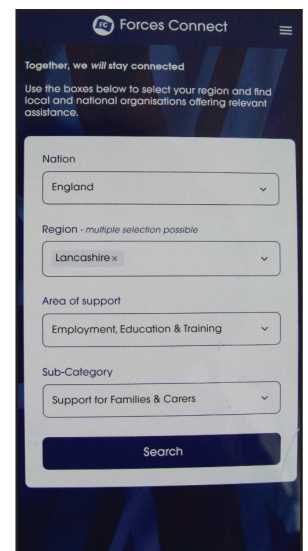 FC Forces Connect
Together, we will stay connected
Use the boxes below to select your region and find
local and national organisations offering relevant
assistance.
Nation
England
Region - multiple selection possible
Lancashire ×
Area of support
Employment, Education & Training
Sub-Category
Support for Families & Carers
Search